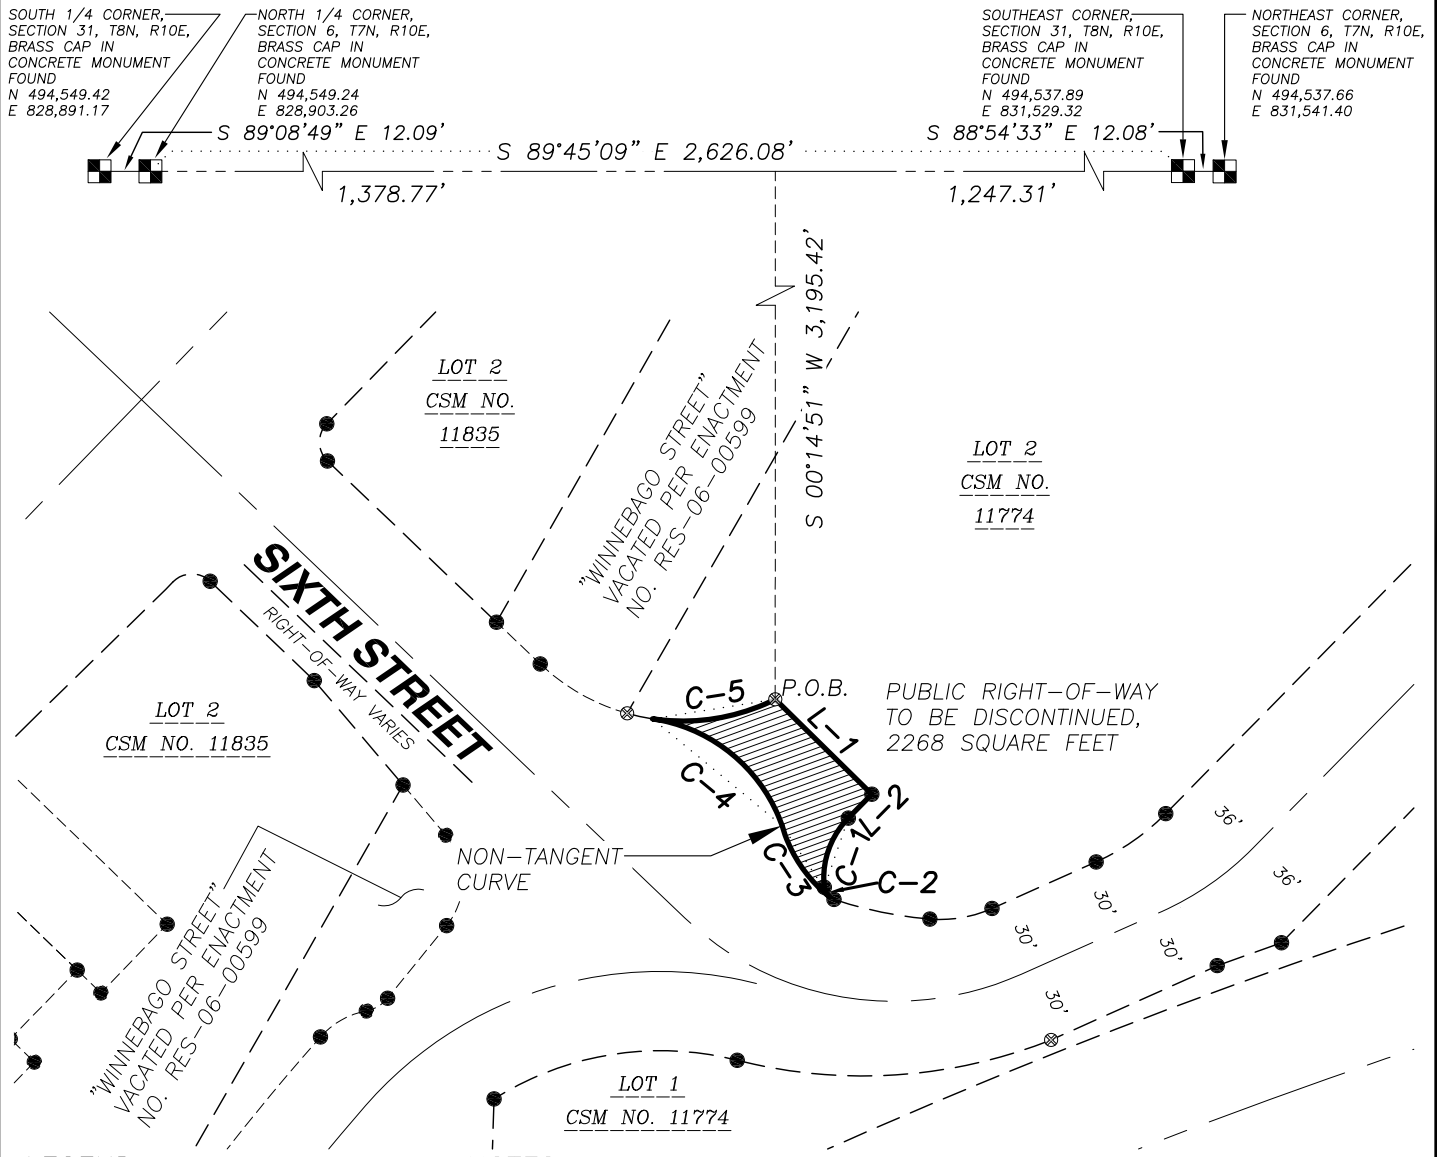 SOUTH 1/4 CORNER,
SECTION 31, T8N, R10E,
BRASS CAP IN
CONCRETE MONUMENT
FOUND
N 494,549.42
E 828,891.17
NORTH 1/4 CORNER,
SECTION 6, T7N, R10E,
BRASS CAP IN
CONCRETE MONUMENT
FOUND
N 494,549.24
E 828,903.26
SOUTHEAST CORNER,
SECTION 31, T8N, R10E,
BRASS CAP IN
CONCRETE MONUMENT
FOUND
N 494,537.89
E 831,529.32
NORTHEAST CORNER,
SECTION 6, T7N, R10E,
BRASS CAP IN
CONCRETE MONUMENT
FOUND
N 494,537.66
E 831,541.40
S 89°08'49" E 12.09'
S 89°45'09" E 2,626.08'
S 88°54'33" E 12.08'
1,378.77'
1,247.31'
S 00°14'51" W 3,195.42'
LOT 2
CSM NO.
11835
"WINNEBAGO STREET"
VACATED PER ENACTMENT
NO. RES-06-00599
LOT 2
CSM NO.
11774
SIXTH STREET
RIGHT-OF-WAY VARIES
LOT 2
CSM NO. 11835
C-5
P.O.B.
L-1
PUBLIC RIGHT-OF-WAY
TO BE DISCONTINUED,
2268 SQUARE FEET
C-4
L-2
C-1
C-3
C-2
NON-TANGENT
CURVE
36'
36'
30'
30'
30'
30'
"WINNEBAGO STREET"
VACATED PER ENACTMENT
NO. RES-06-00599
LOT 1
CSM NO. 11774